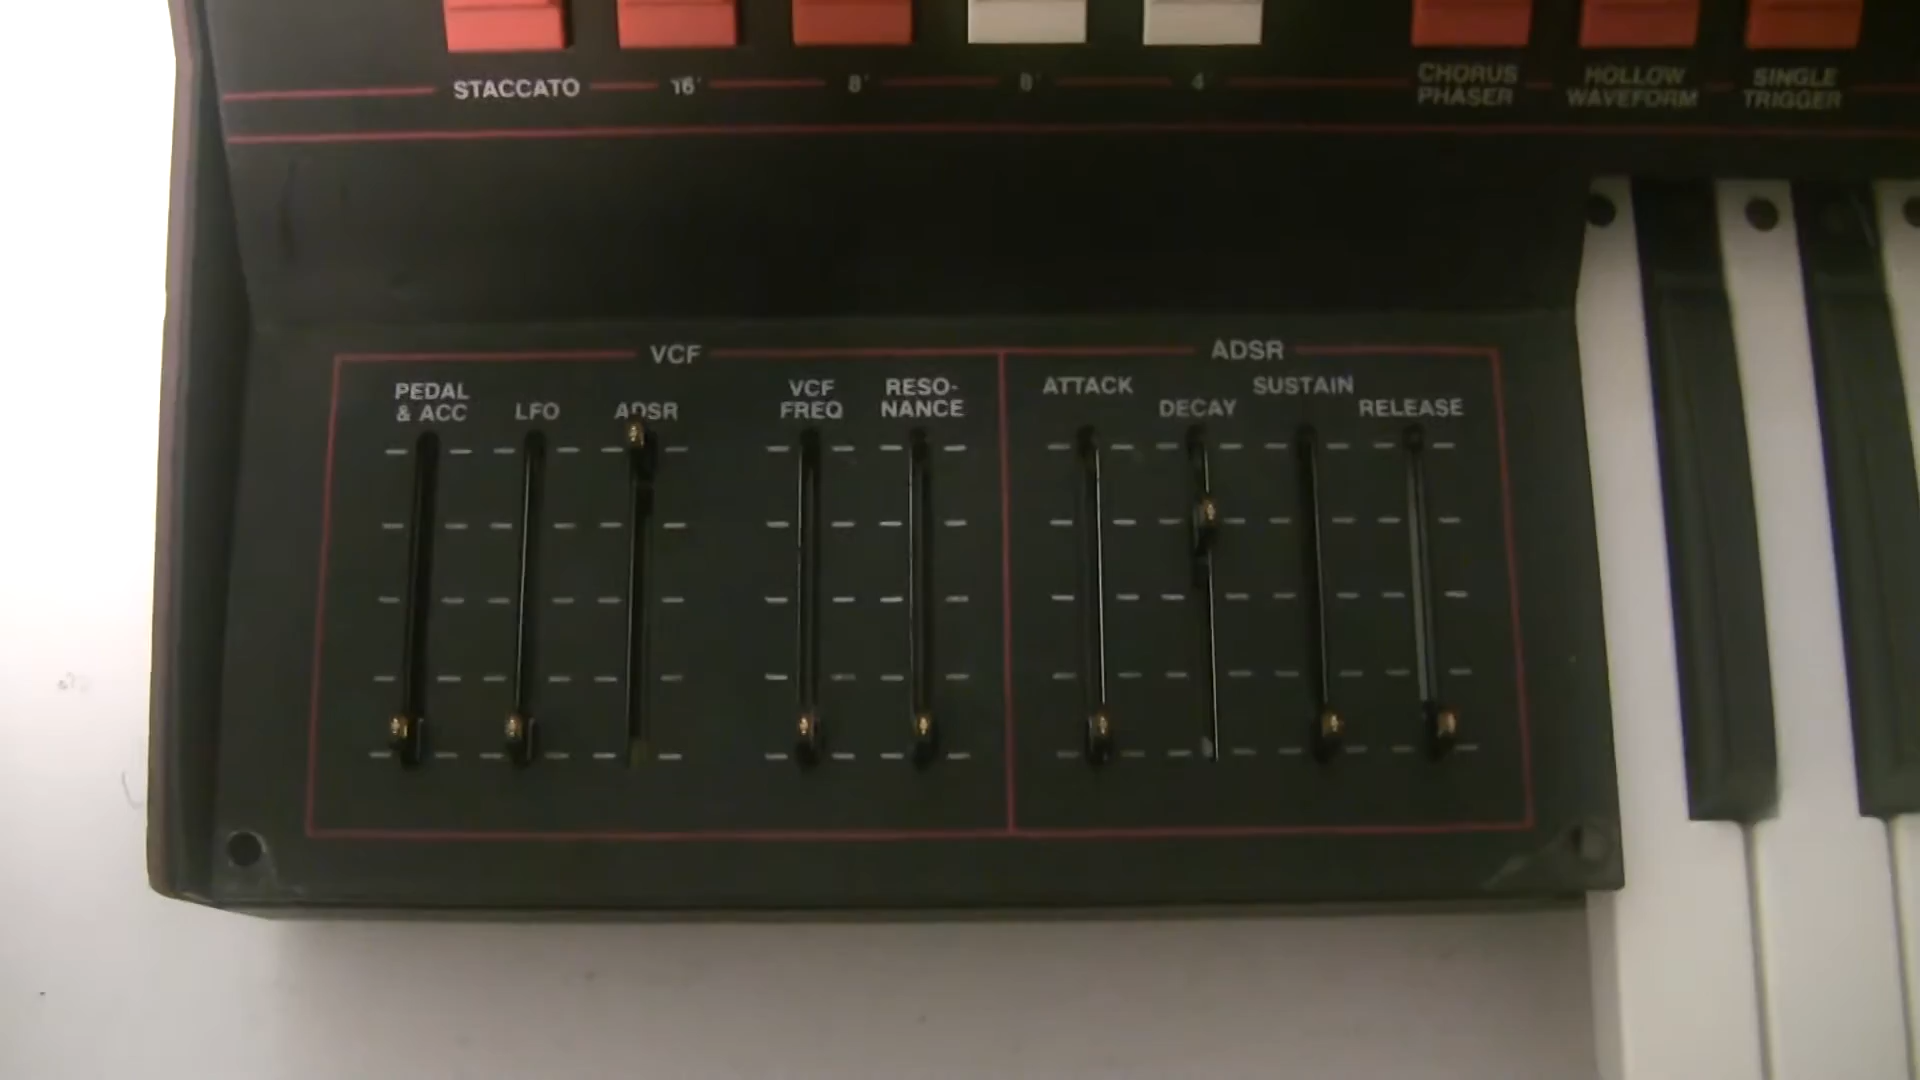 STACCATO 16' 8' 8' 4'
CHORUS PHASER
HOLLOW WAVEFORM
SINGLE TRIGGER
VCF
PEDAL & ACC
LFO
ADSR
VCF FREQ
RESO-
NANCE
ADSR
ATTACK
DECAY
SUSTAIN
RELEASE